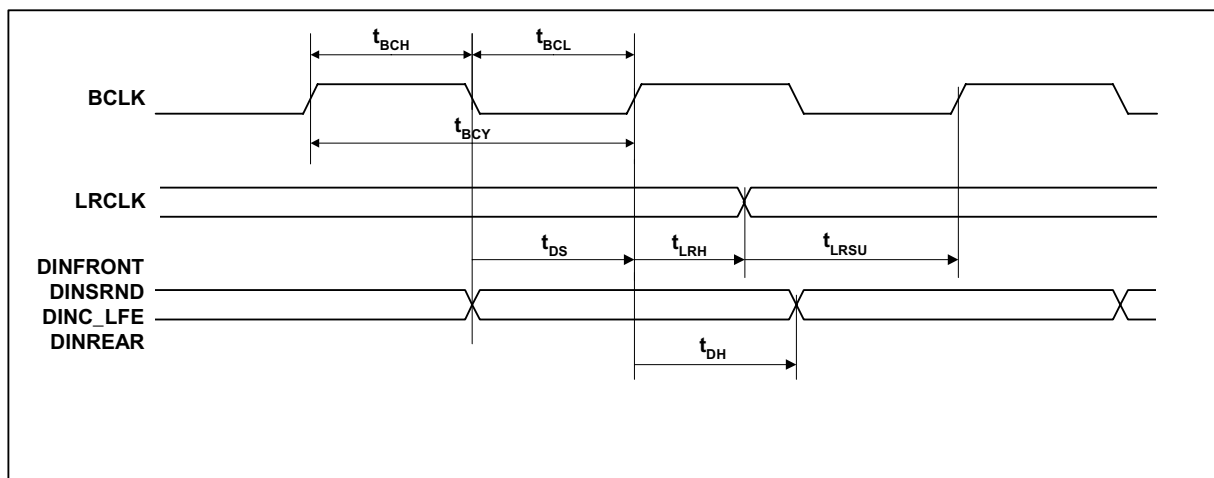 tBCH
tBCL
BCLK
tBCY
LRCLK
tDS
tLRH
tLRSU
DINFRONT
DINSRND
DINC_LFE
DINREAR
tDH